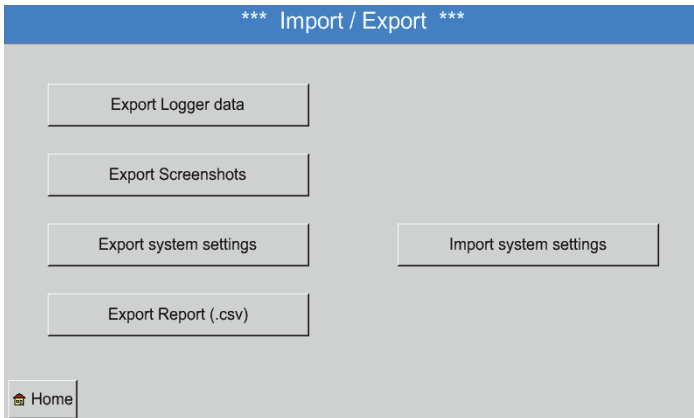 *** Import / Export ***
Export Logger data
Export Screenshots
Export system settings
Import system settings
Export Report (.csv)
Home